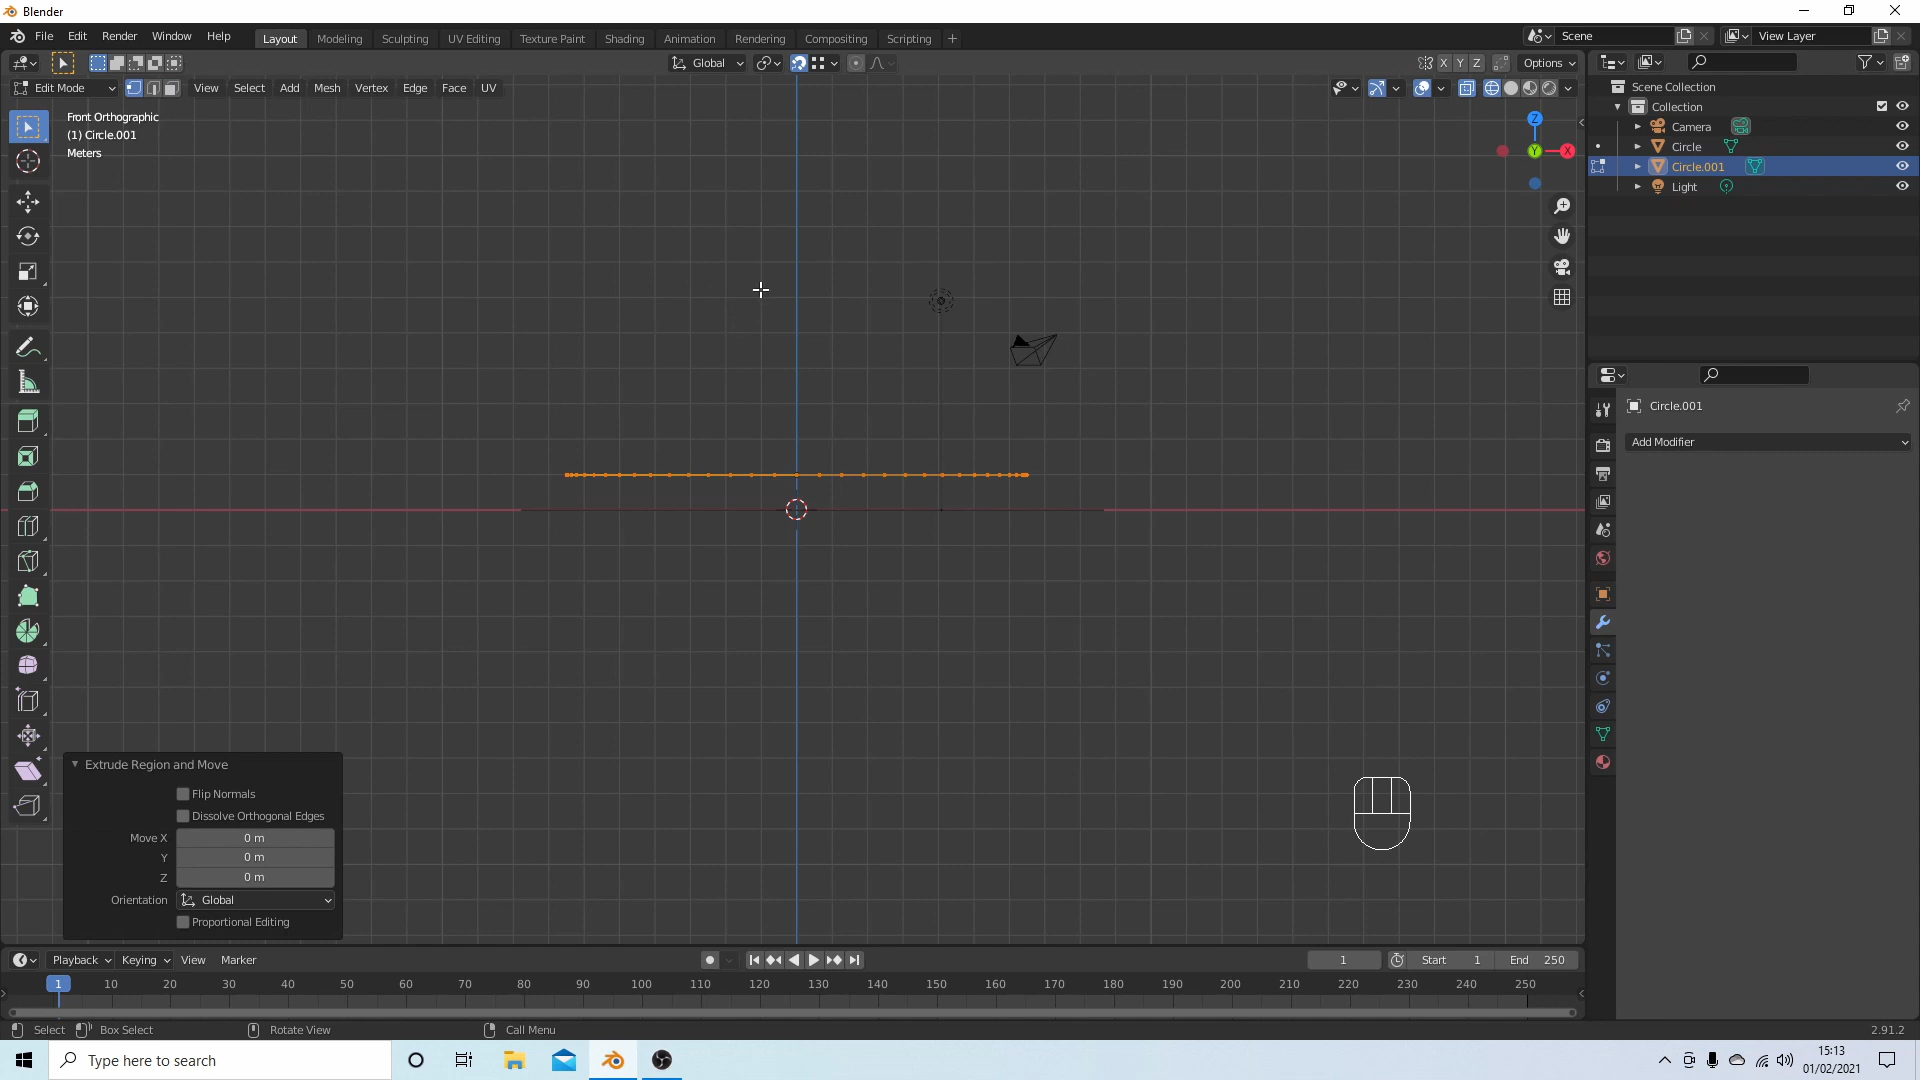 Blender
File Edit Render Window Help
Layout Modeling Sculpting UV Editing Texture Paint Shading Animation Rendering Compositing Scripting +
Scene
View Layer
Global
X Y Z
Options
Edit Mode
View Select Add Mesh Vertex Edge Face UV
Front Orthographic
(1) Circle.001
Meters
Z
Y
X
Scene Collection
Collection
Camera
Circle
Circle.001
Light
Circle.001
Add Modifier
Extrude Region and Move
Flip Normals
Dissolve Orthogonal Edges
Move X 0 m
Y 0 m
Z 0 m
Orientation Global
Proportional Editing
Playback Keying View Marker
1
Start 1
End 250
1 10 20 30 40 50 60 70 80 90 100 110 120 130 140 150 160 170 180 190 200 210 220 230 240 250
Select Box Select Rotate View Call Menu
2.91.2
Type here to search
15:13
01/02/2021